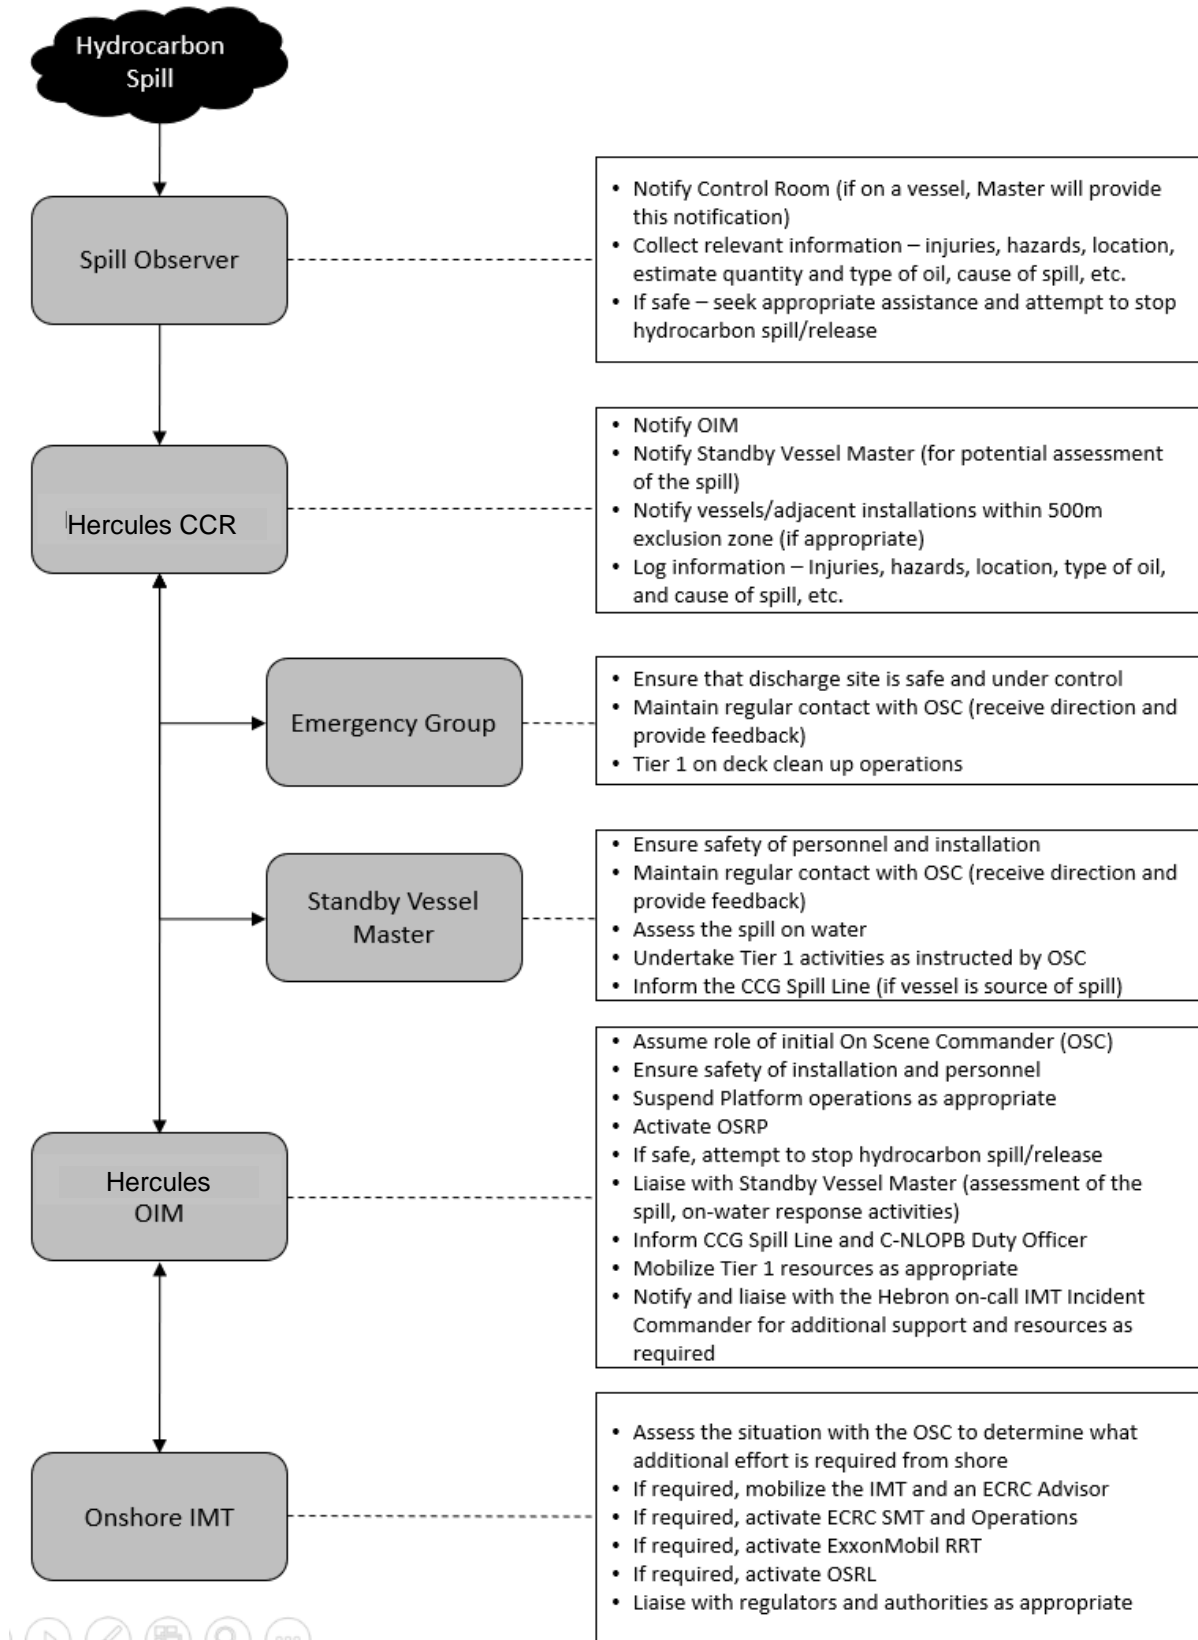 Hydrocarbon
Spill
Spill Observer
• Notify Control Room (if on a vessel, Master will provide
this notification)
• Collect relevant information – injuries, hazards, location,
estimate quantity and type of oil, cause of spill, etc.
• If safe – seek appropriate assistance and attempt to stop
hydrocarbon spill/release
Hercules CCR
• Notify OIM
• Notify Standby Vessel Master (for potential assessment
of the spill)
• Notify vessels/adjacent installations within 500m
exclusion zone (if appropriate)
• Log information – Injuries, hazards, location, type of oil,
and cause of spill, etc.
Emergency Group
• Ensure that discharge site is safe and under control
• Maintain regular contact with OSC (receive direction and
provide feedback)
• Tier 1 on deck clean up operations
Standby Vessel
Master
• Ensure safety of personnel and installation
• Maintain regular contact with OSC (receive direction and
provide feedback)
• Assess the spill on water
• Undertake Tier 1 activities as instructed by OSC
• Inform the CCG Spill Line (if vessel is source of spill)
Hercules
OIM
• Assume role of initial On Scene Commander (OSC)
• Ensure safety of installation and personnel
• Suspend Platform operations as appropriate
• Activate OSRP
• If safe, attempt to stop hydrocarbon spill/release
• Liaise with Standby Vessel Master (assessment of the
spill, on-water response activities)
• Inform CCG Spill Line and C-NLOPB Duty Officer
• Mobilize Tier 1 resources as appropriate
• Notify and liaise with the Hebron on-call IMT Incident
Commander for additional support and resources as
required
Onshore IMT
• Assess the situation with the OSC to determine what
additional effort is required from shore
• If required, mobilize the IMT and an ECRC Advisor
• If required, activate ECRC SMT and Operations
• If required, activate ExxonMobil RRT
• If required, activate OSRL
• Liaise with regulators and authorities as appropriate